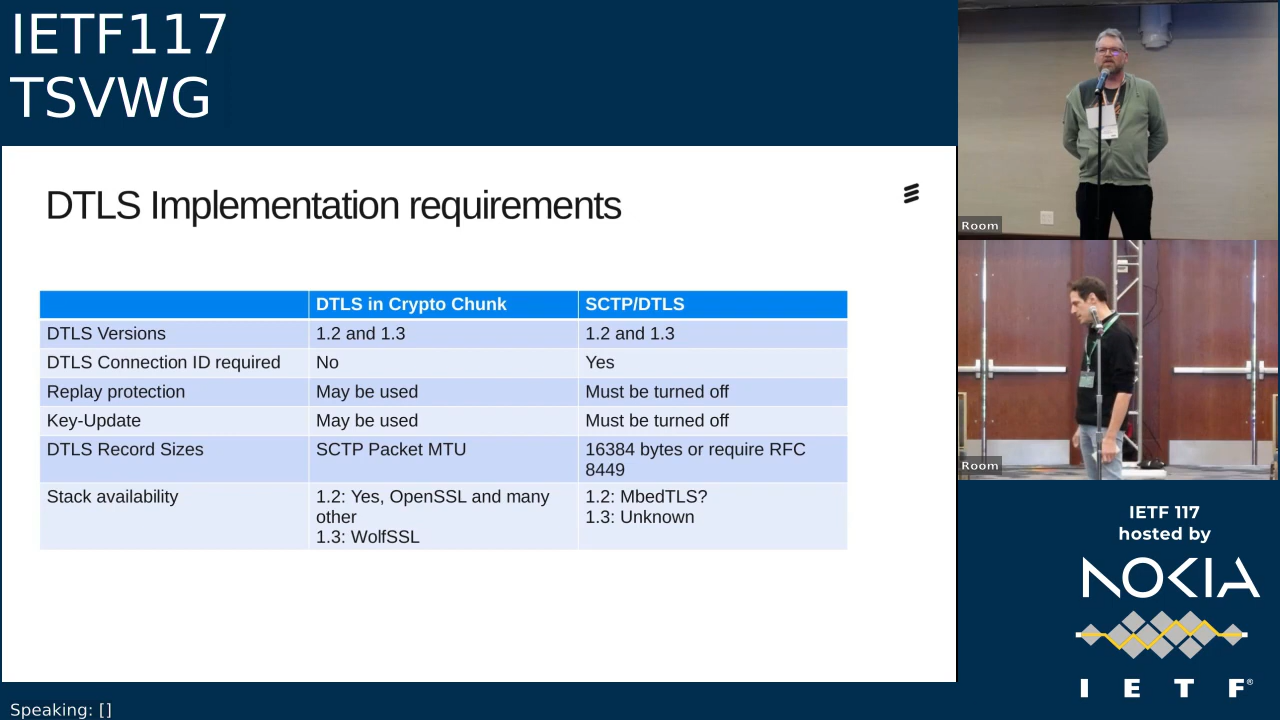 IETF117
TSVWG
DTLS Implementation requirements
DTLS in Crypto Chunk SCTP/DTLS
DTLS Versions 1.2 and 1.3 1.2 and 1.3
DTLS Connection ID required No Yes
Replay protection May be used Must be turned off
Key-Update May be used Must be turned off
DTLS Record Sizes SCTP Packet MTU 16384 bytes or require RFC
8449
Stack availability 1.2: Yes, OpenSSL and many 1.2: MbedTLS?
other 1.3: Unknown
1.3: WolfSSL
Room
Room
IETF 117
hosted by
NOKIA
I E T F®
Speaking: []